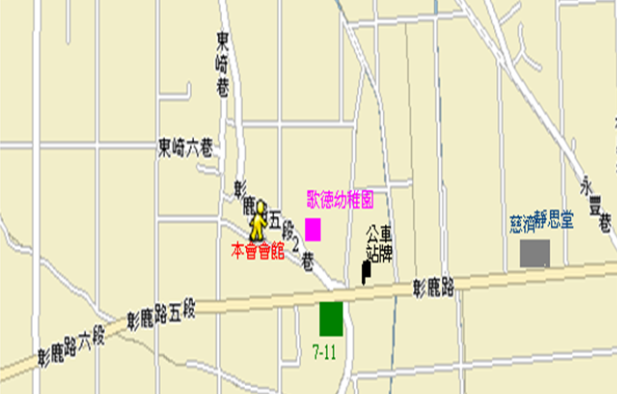 東崎巷
東崎六巷
彰鹿路五段2巷
歌德幼稚園
本會會館
公車
站牌
慈濟靜思堂
永豐巷
彰鹿路
彰鹿路五段
彰鹿路六段
7-11